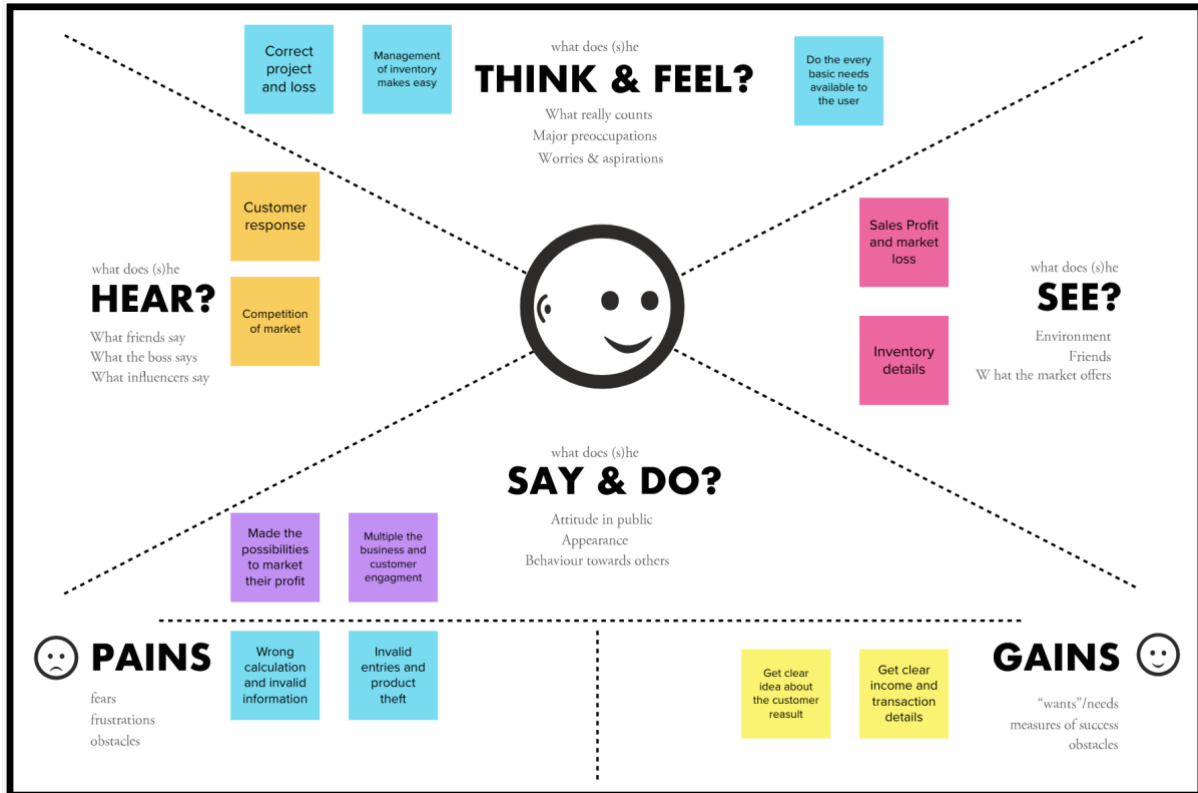 Correct
project
and loss
Management
of inventory
makes easy
what does (s)he
THINK & FEEL?
What really counts
Major preoccupations
Worries & aspirations
Do the every
basic needs
available to
the user
Customer
response
Competition
of market
what does (s)he
HEAR?
What friends say
What the boss says
What influencers say
Sales Profit
and market
loss
Inventory
details
what does (s)he
SEE?
Environment
Friends
W hat the market offers
what does (s)he
SAY & DO?
Attitude in public
Appearance
Behaviour towards others
Made the
possibilities
to market
their profit
Multiple the
business and
customer
engagment
PAINS
fears
frustrations
obstacles
Wrong
calculation
and invalid
information
Invalid
entries and
product
theft
Get clear
idea about
the customer
reasult
Get clear
income and
transaction
details
GAINS
“wants”/needs
measures of success
obstacles